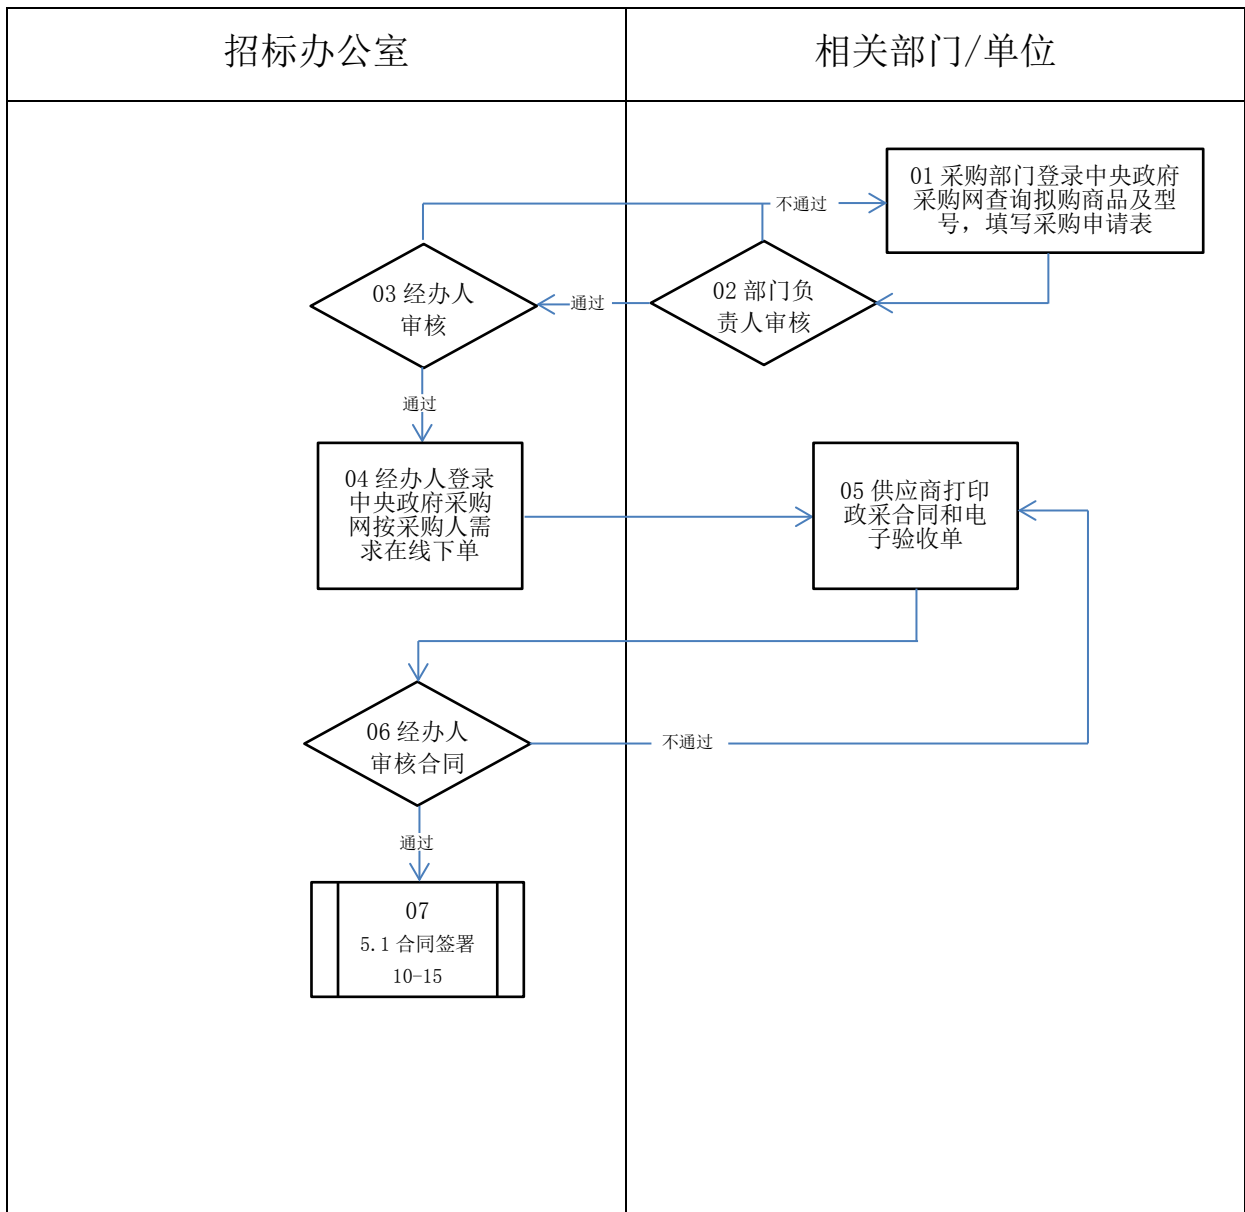 招标办公室
相关部门/单位
01 采购部门登录中央政府
采购网查询拟购商品及型
号，填写采购申请表
不通过
02 部门负
责人审核
通过
03 经办人
审核
通过
04 经办人登录
中央政府采购
网按采购人需
求在线下单
05 供应商打印
政采合同和电
子验收单
06 经办人
审核合同
不通过
通过
07
5.1 合同签署
10-15